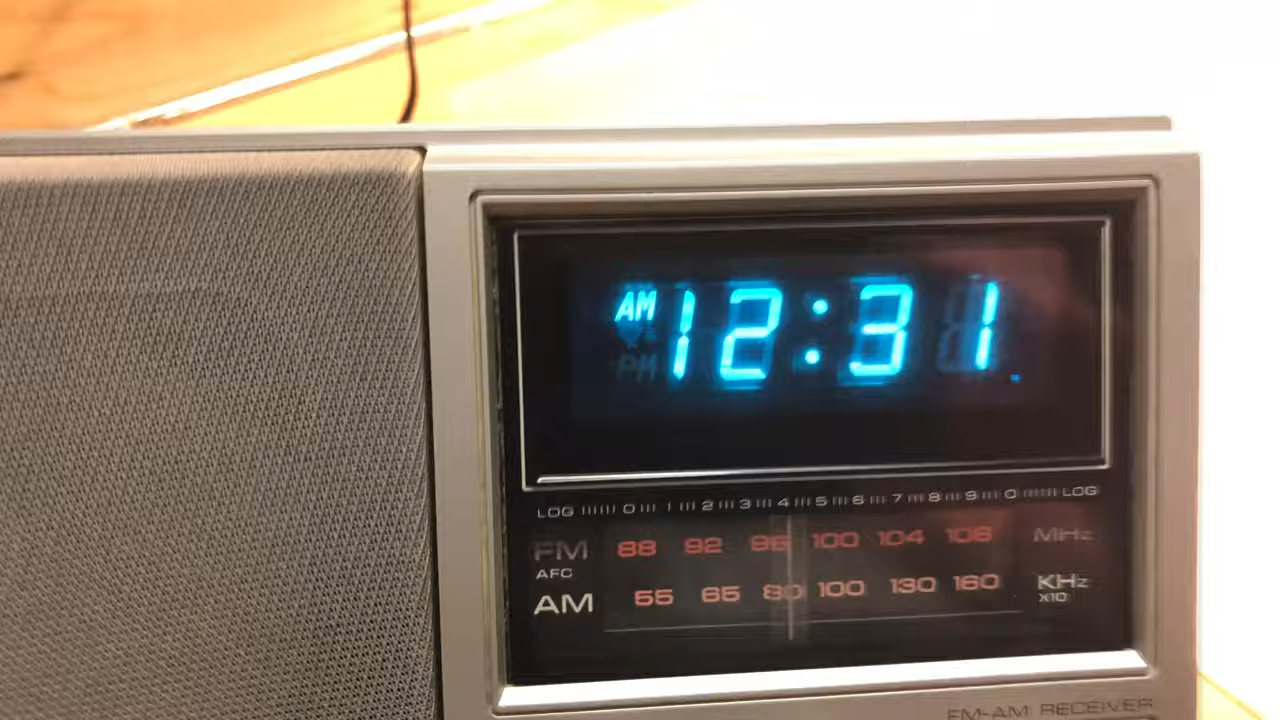 AM 12:31
PM
LOG 0 1 2 3 4 5 6 7 8 9 0 LOG
FM 88 92 96 100 104 108 MHz
AFC
AM 55 65 80 100 130 160 KHz
X10
FM-AM RECEIVER